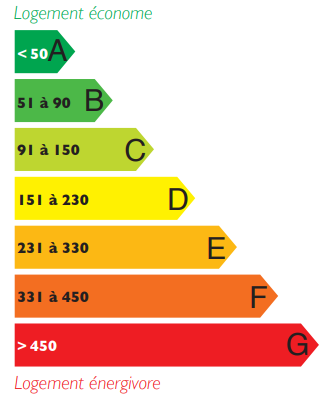 Logement économe
< 50 A
51 à 90 B
91 à 150 C
151 à 230 D
231 à 330 E
331 à 450 F
> 450 G
Logement énergivore